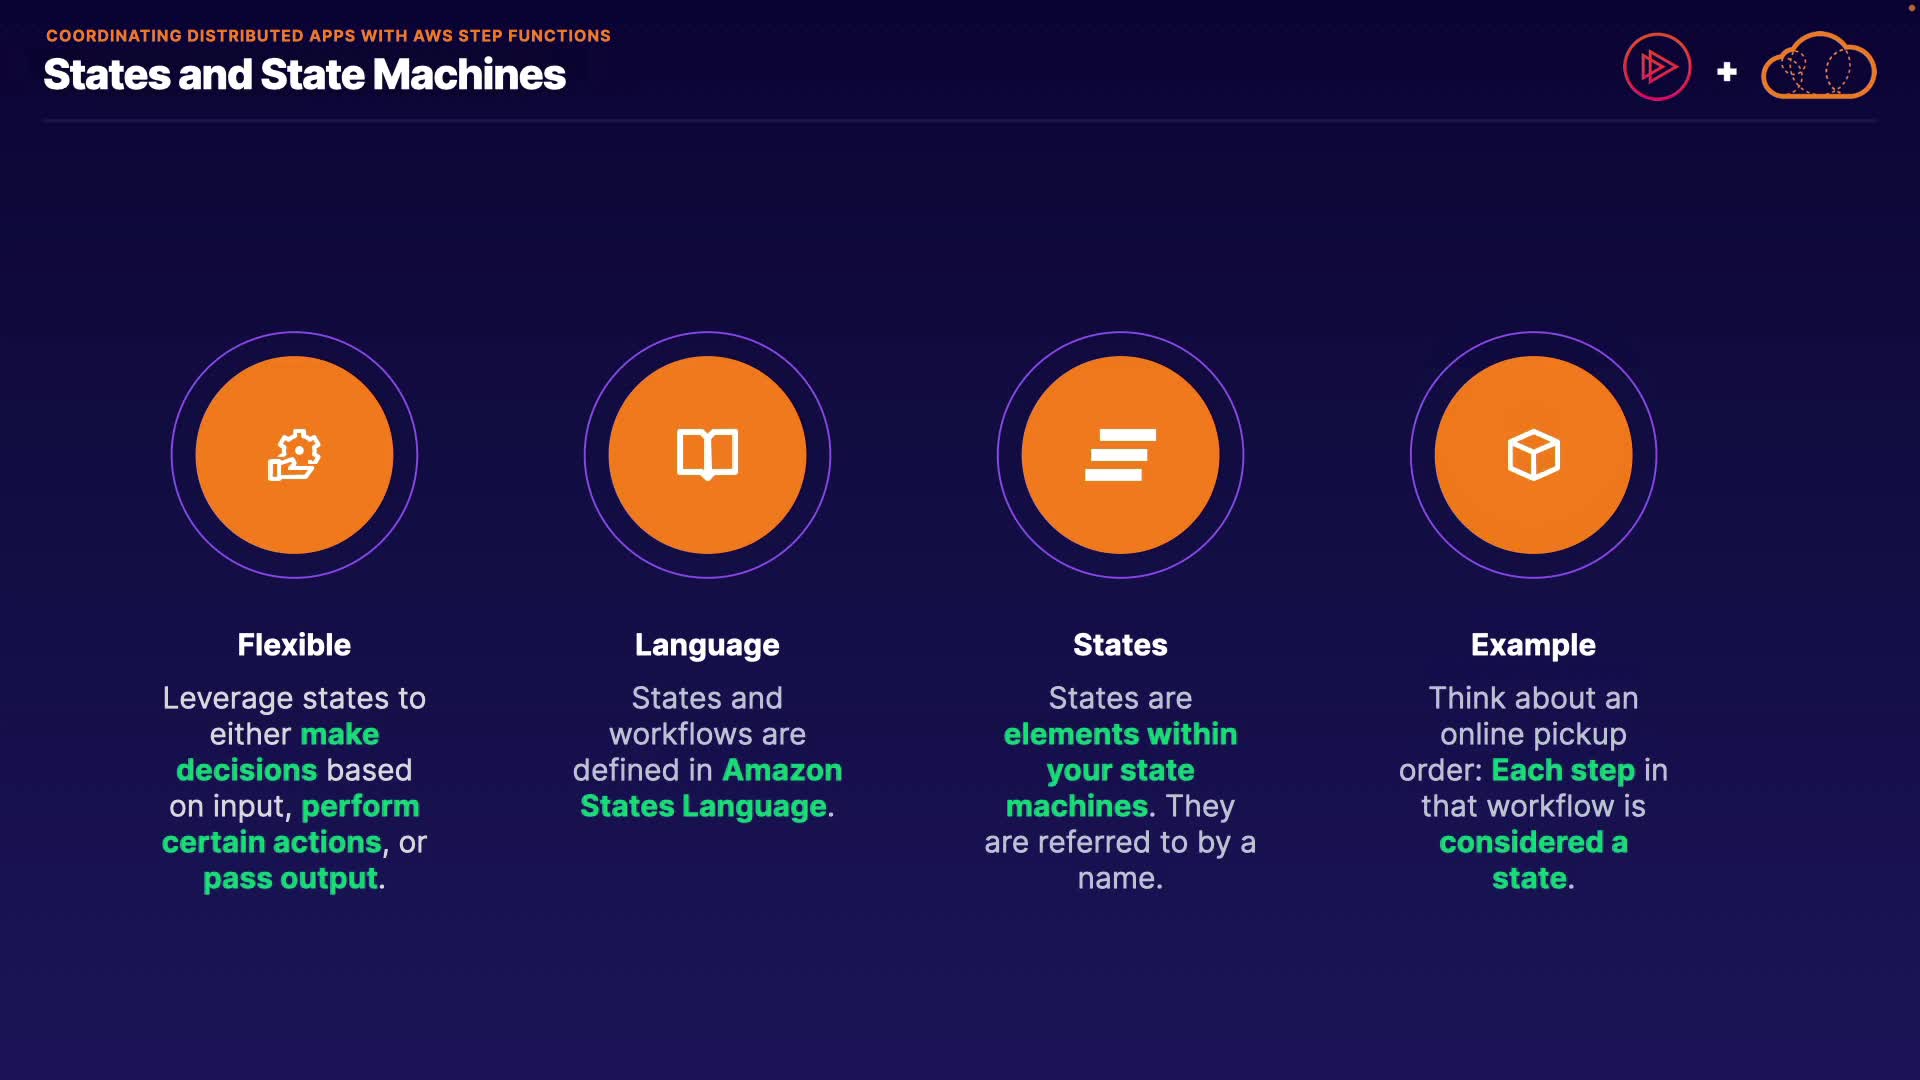 COORDINATING DISTRIBUTED APPS WITH AWS STEP FUNCTIONS
States and State Machines
Flexible
Leverage states to
either make
decisions based
on input, perform
certain actions, or
pass output.
Language
States and
workflows are
defined in Amazon
States Language.
States
States are
elements within
your state
machines. They
are referred to by a
name.
Example
Think about an
online pickup
order: Each step in
that workflow is
considered a
state.